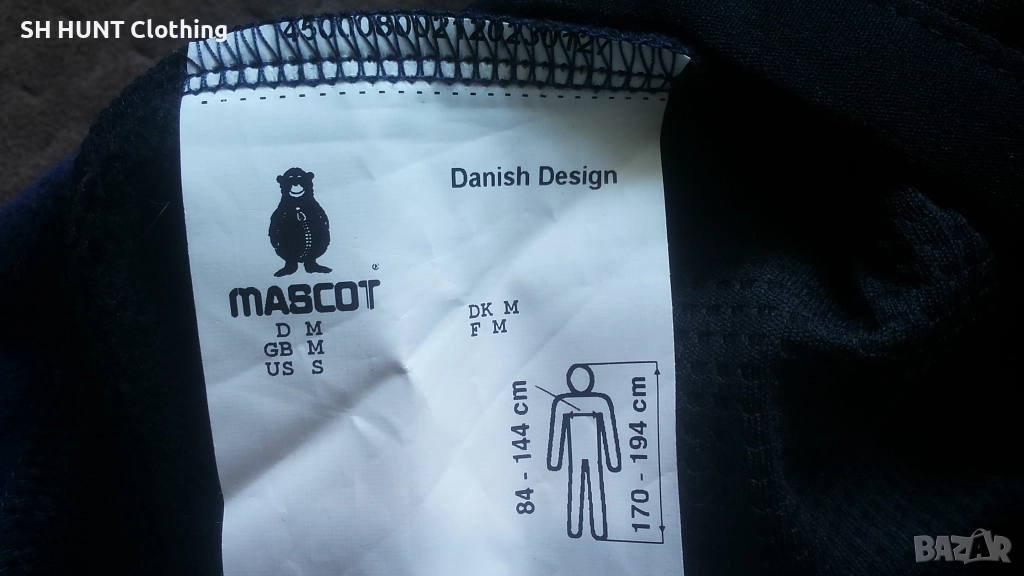 SH HUNT Clothing
Danish Design
MASCOT ®
D M
GB M
US S
DK M
F M
84 - 144 cm
170 - 194 cm
BAZAR